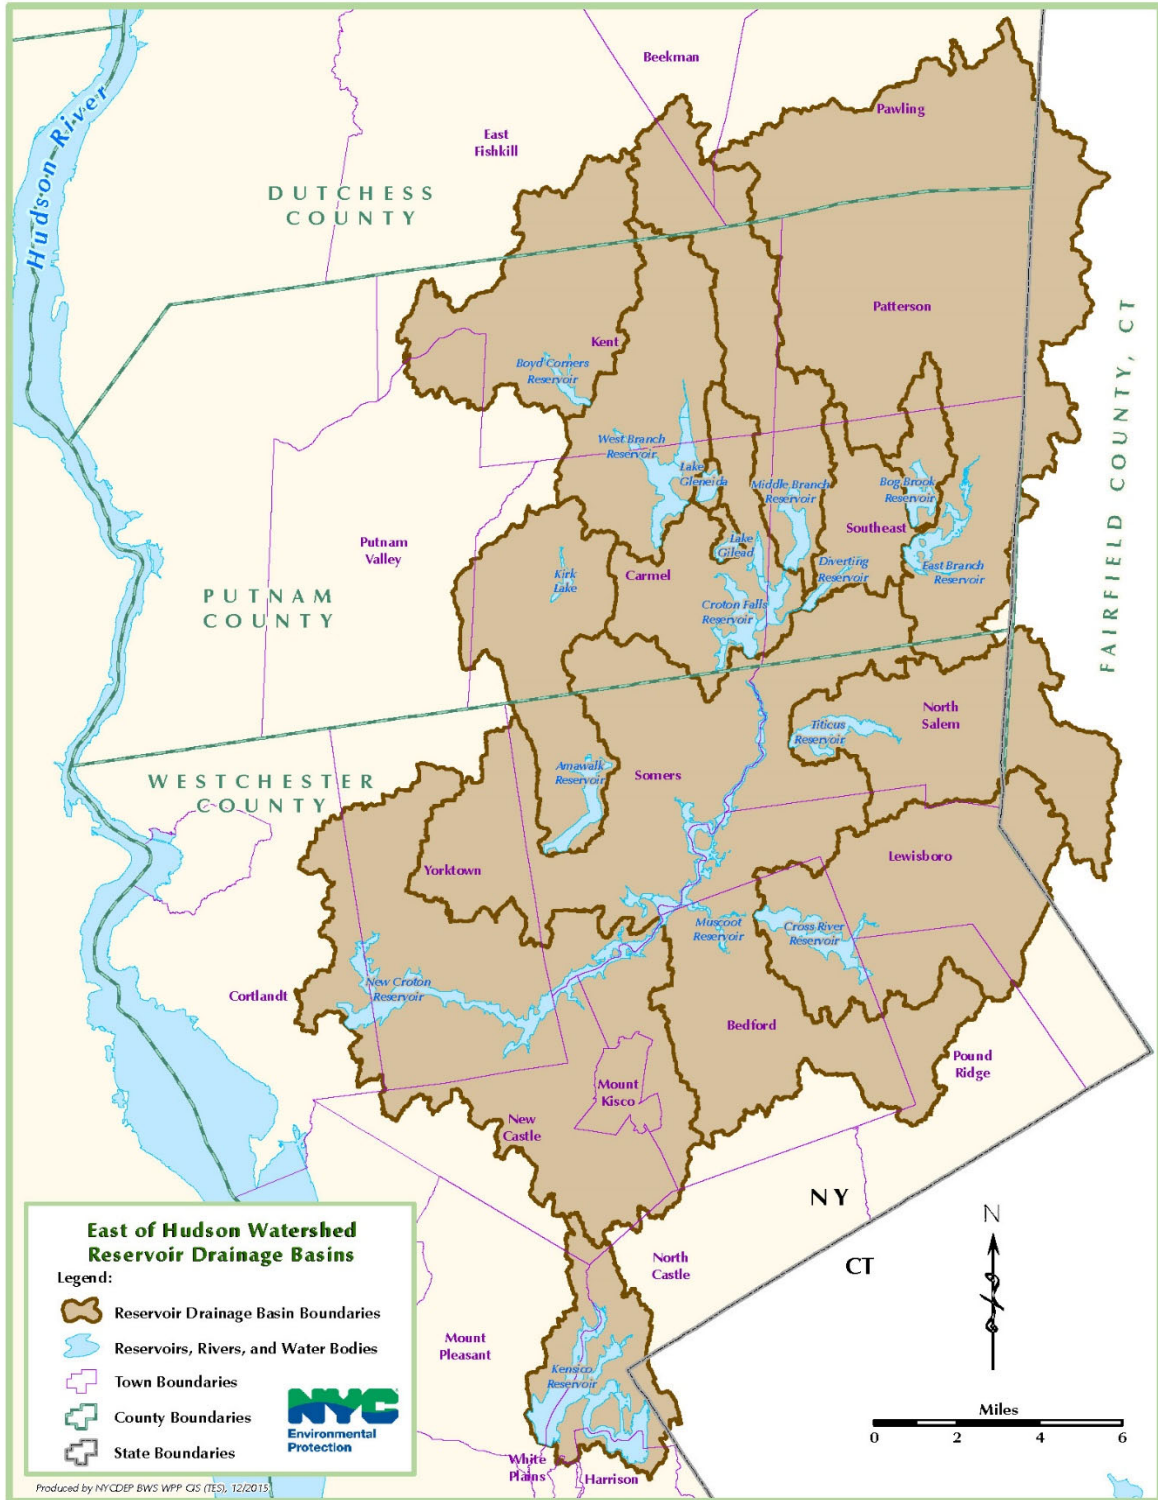 Beekman
Pawling
East
Fishkill
Hudson River
DUTCHESS
COUNTY
Patterson
FAIRFIELD COUNTY, CT
Kent
Boyd Corners
Reservoir
West Branch
Reservoir
Lake
Gleneida
Middle Branch
Reservoir
Bog Brook
Reservoir
Southeast
Putnam
Valley
Lake
Gilead
Diverting
Reservoir
East Branch
Reservoir
Kirk
Lake
Carmel
PUTNAM
COUNTY
Croton Falls
Reservoir
North
Salem
Titicus
Reservoir
WESTCHESTER
COUNTY
Amawalk
Reservoir
Somers
Yorktown
Lewisboro
Muscoot
Reservoir
Cross River
Reservoir
Cortlandt
New Croton
Reservoir
Bedford
Pound
Ridge
Mount
Kisco
New
Castle
NY
CT
N
North
Castle
Mount
Pleasant
Kensico
Reservoir
White
Plains
Harrison
East of Hudson Watershed
Reservoir Drainage Basins
Legend:
Reservoir Drainage Basin Boundaries
Reservoirs, Rivers, and Water Bodies
Town Boundaries
County Boundaries
State Boundaries
NYC
Environmental
Protection
Miles
0 2 4 6
Produced by NYCDEP BWS WPP GIS (TES), 12/2015